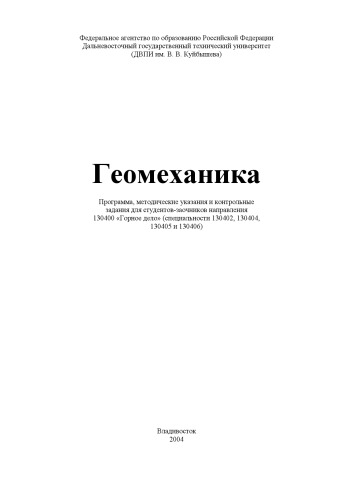 Федеральное агентство по образованию Российской Федерации
Дальневосточный государственный технический университет
(ДВПИ им. В. В. Куйбышева)
Геомеханика
Программа, методические указания и контрольные
задания для студентов-заочников направления
130400 «Горное дело» (специальности 130402, 130404,
130405 и 130406)
Владивосток
2004